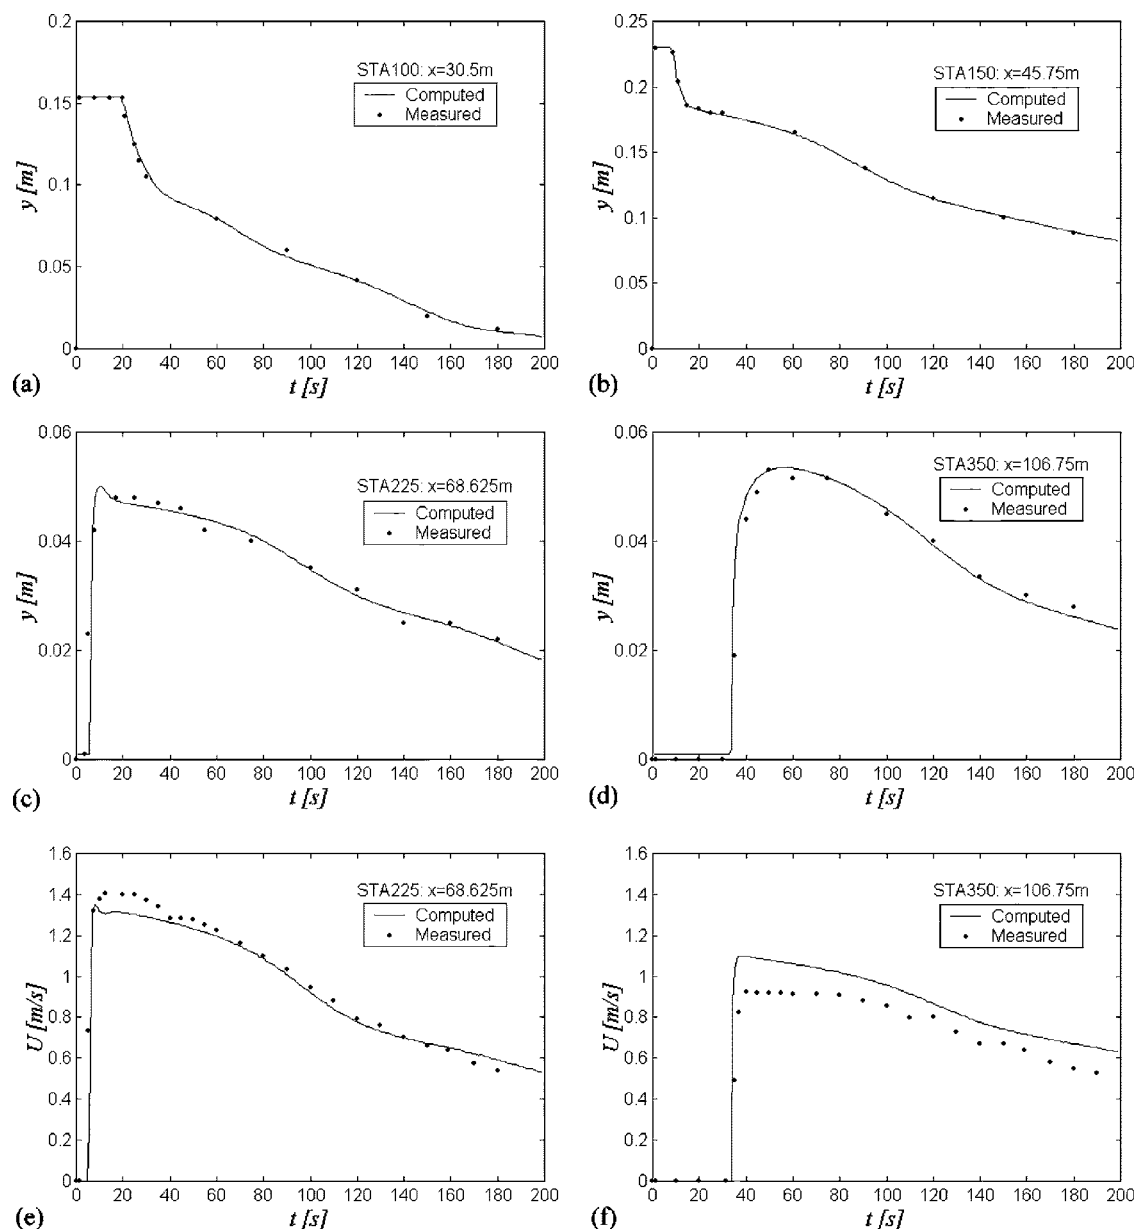 0.2
0.15
0.1
0.05
0
y [m]
STA100: x=30.5m
Computed
Measured
0 20 40 60 80 100 120 140 160 180 200
(a)
t [s]
0.25
0.2
0.15
0.1
0.05
0
y [m]
STA150: x=45.75m
Computed
Measured
0 20 40 60 80 100 120 140 160 180 200
(b)
t [s]
0.06
0.04
0.02
0
y [m]
STA225: x=68.625m
Computed
Measured
0 20 40 60 80 100 120 140 160 180 200
(c)
t [s]
0.06
0.04
0.02
0
y [m]
STA350: x=106.75m
Computed
Measured
0 20 40 60 80 100 120 140 160 180 200
(d)
t [s]
1.6
1.4
1.2
1
0.8
0.6
0.4
0.2
0
U [m/s]
STA225: x=68.625m
Computed
Measured
0 20 40 60 80 100 120 140 160 180 200
(e)
t [s]
1.6
1.4
1.2
1
0.8
0.6
0.4
0.2
0
U [m/s]
STA350: x=106.75m
Computed
Measured
0 20 40 60 80 100 120 140 160 180 200
(f)
t [s]